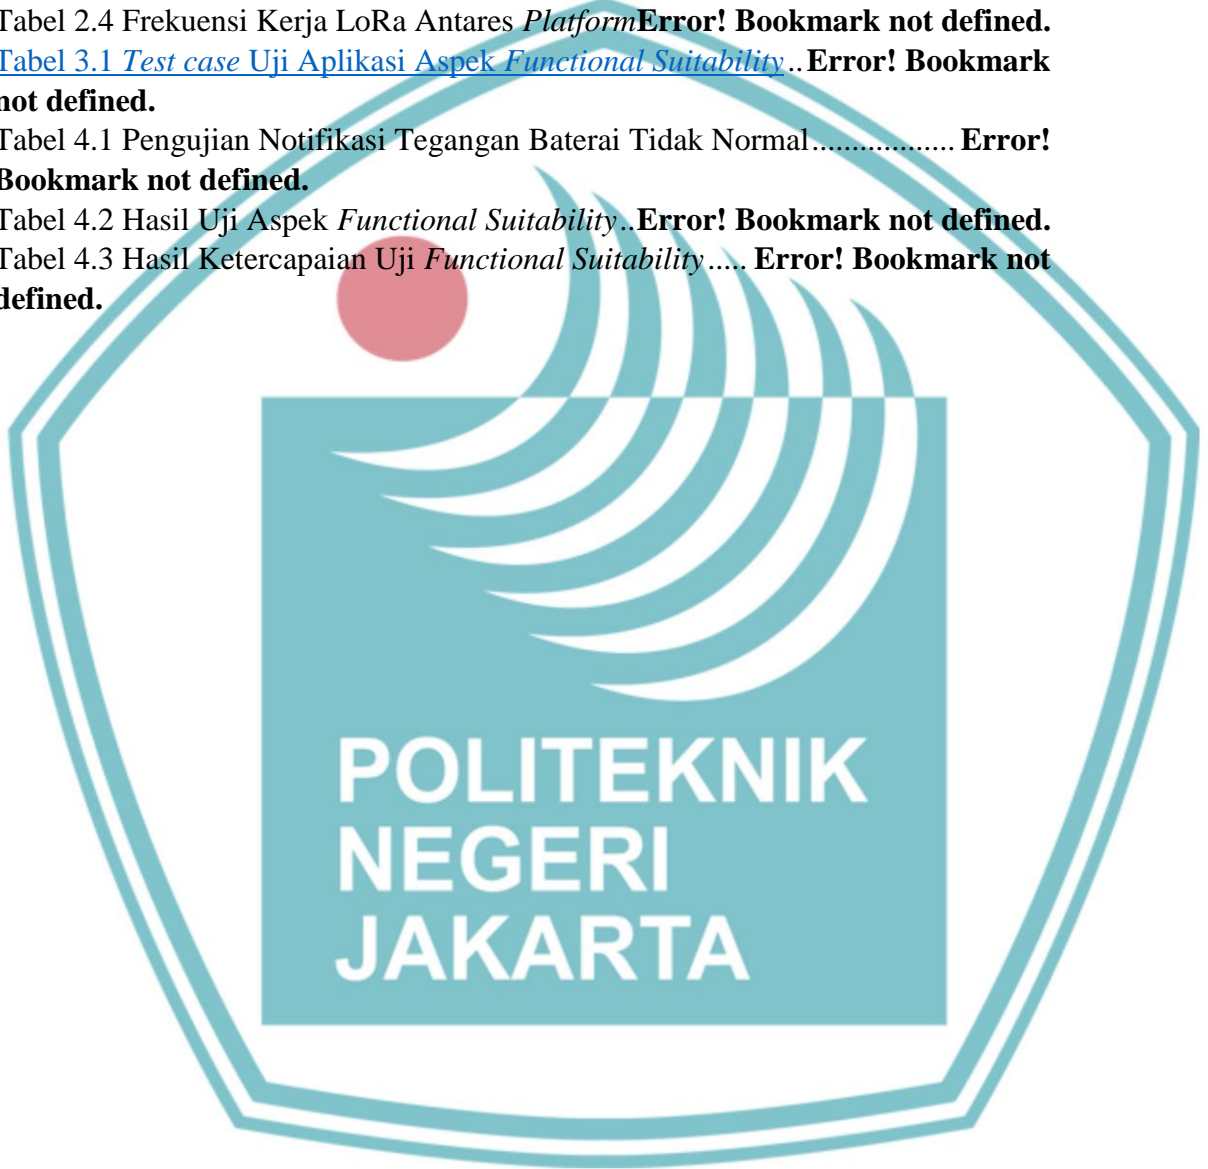 Tabel 2.4 Frekuensi Kerja LoRa Antares PlatformError! Bookmark not defined.
Tabel 3.1 Test case Uji Aplikasi Aspek Functional Suitability..Error! Bookmark
not defined.
Tabel 4.1 Pengujian Notifikasi Tegangan Baterai Tidak Normal.................. Error!
Bookmark not defined.
Tabel 4.2 Hasil Uji Aspek Functional Suitability..Error! Bookmark not defined.
Tabel 4.3 Hasil Ketercapaian Uji Functional Suitability..... Error! Bookmark not
defined.
POLITEKNIK
NEGERI
JAKARTA